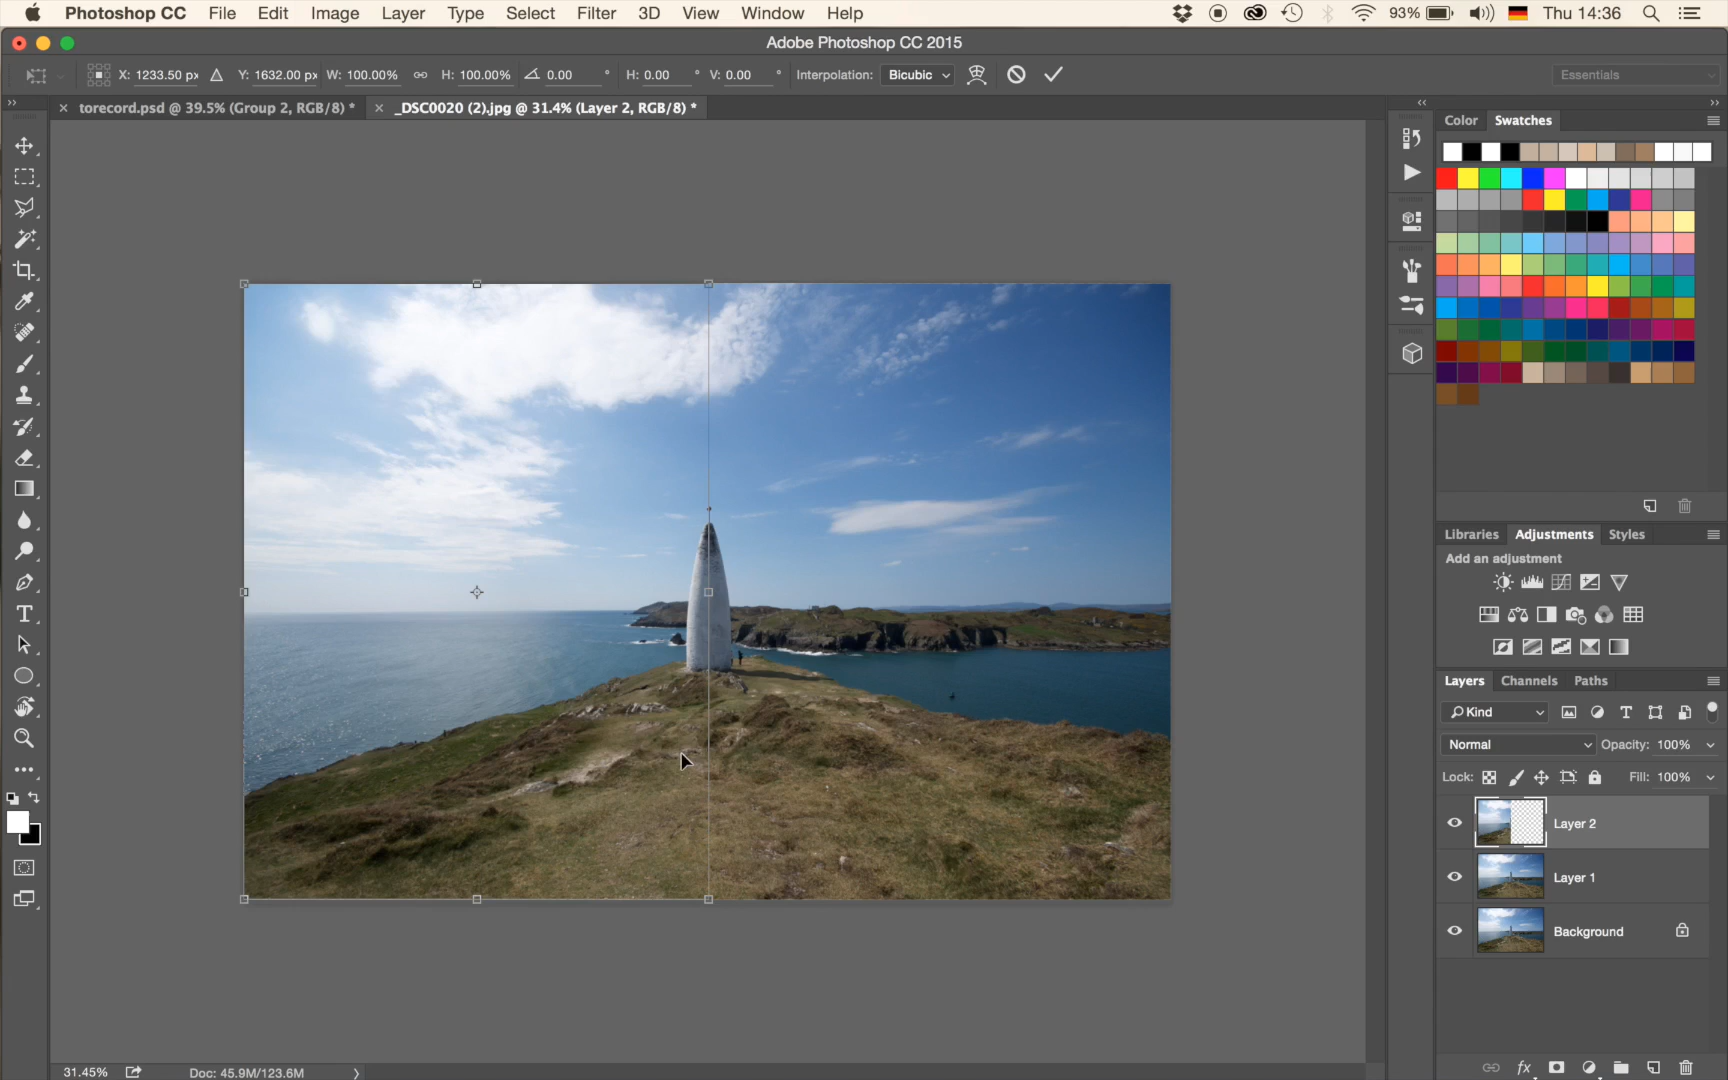 Photoshop CC File Edit Image Layer Type Select Filter 3D View Window Help 93% Thu 14:36
Adobe Photoshop CC 2015
X: 1233.50 px Y: 1632.00 px W: 100.00% H: 100.00% 0.00 ° H: 0.00 ° V: 0.00 ° Interpolation: Bicubic Essentials
torecord.psd @ 39.5% (Group 2, RGB/8) * _DSC0020 (2).jpg @ 31.4% (Layer 2, RGB/8) *
Color Swatches
Libraries Adjustments Styles
Add an adjustment
Layers Channels Paths
Kind
Normal Opacity: 100%
Lock: Fill: 100%
Layer 2
Layer 1
Background
31.45% Doc: 45.9M/123.6M